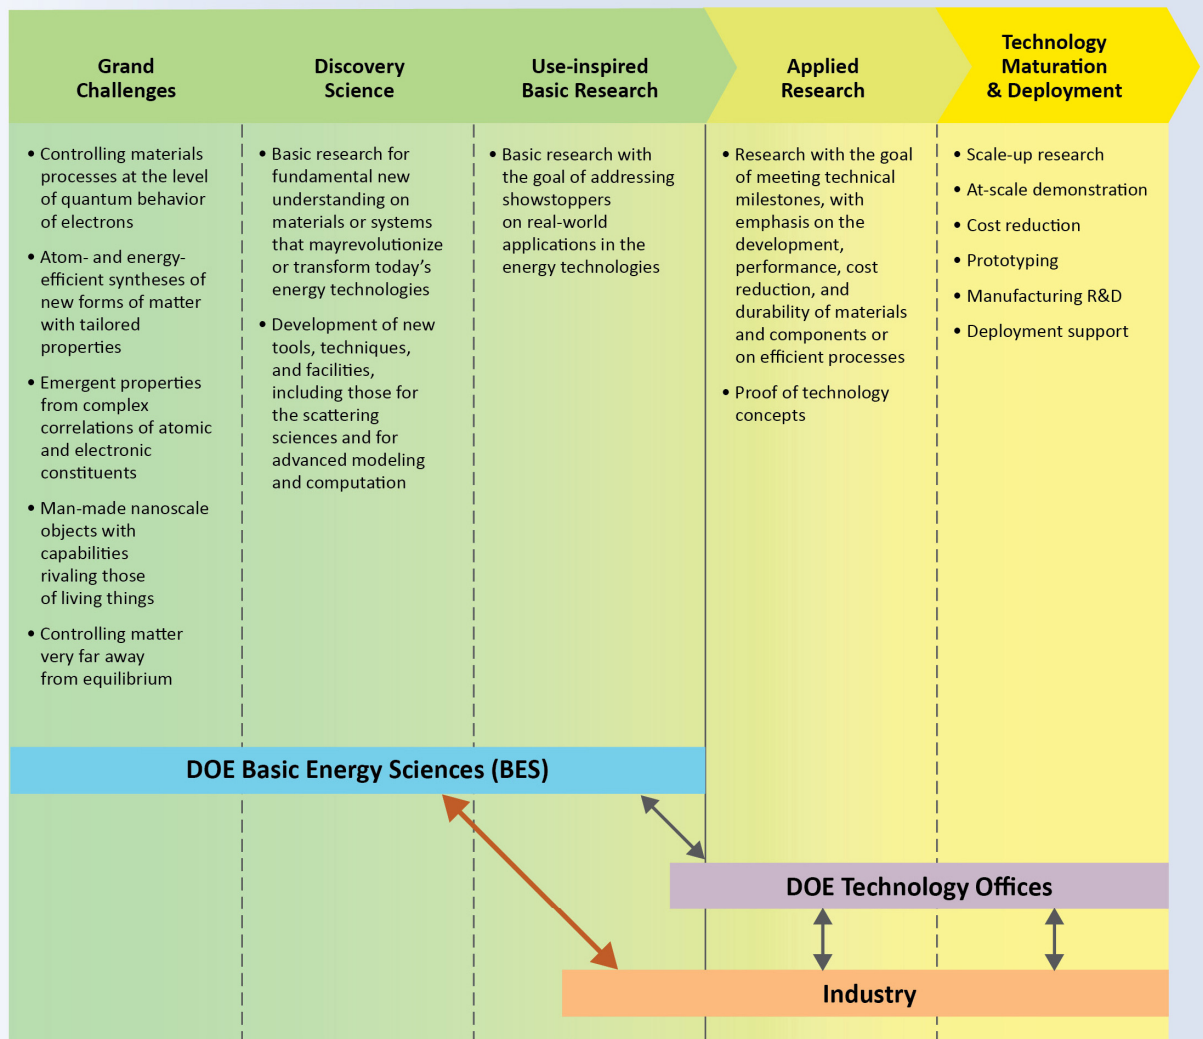 Grand
Challenges
Discovery
Science
Use-inspired
Basic Research
Applied
Research
Technology
Maturation
& Deployment
• Controlling materials
processes at the level
of quantum behavior
of electrons
• Atom- and energy-
efficient syntheses of
new forms of matter
with tailored
properties
• Emergent properties
from complex
correlations of atomic
and electronic
constituents
• Man-made nanoscale
objects with
capabilities
rivaling those
of living things
• Controlling matter
very far away
from equilibrium
• Basic research for
fundamental new
understanding on
materials or systems
that mayrevolutionize
or transform today’s
energy technologies
• Development of new
tools, techniques,
and facilities,
including those for
the scattering
sciences and for
advanced modeling
and computation
• Basic research with
the goal of addressing
showstoppers
on real-world
applications in the
energy technologies
• Research with the goal
of meeting technical
milestones, with
emphasis on the
development,
performance, cost
reduction, and
durability of materials
and components or
on efficient processes
• Proof of technology
concepts
• Scale-up research
• At-scale demonstration
• Cost reduction
• Prototyping
• Manufacturing R&D
• Deployment support
DOE Basic Energy Sciences (BES)
DOE Technology Offices
Industry